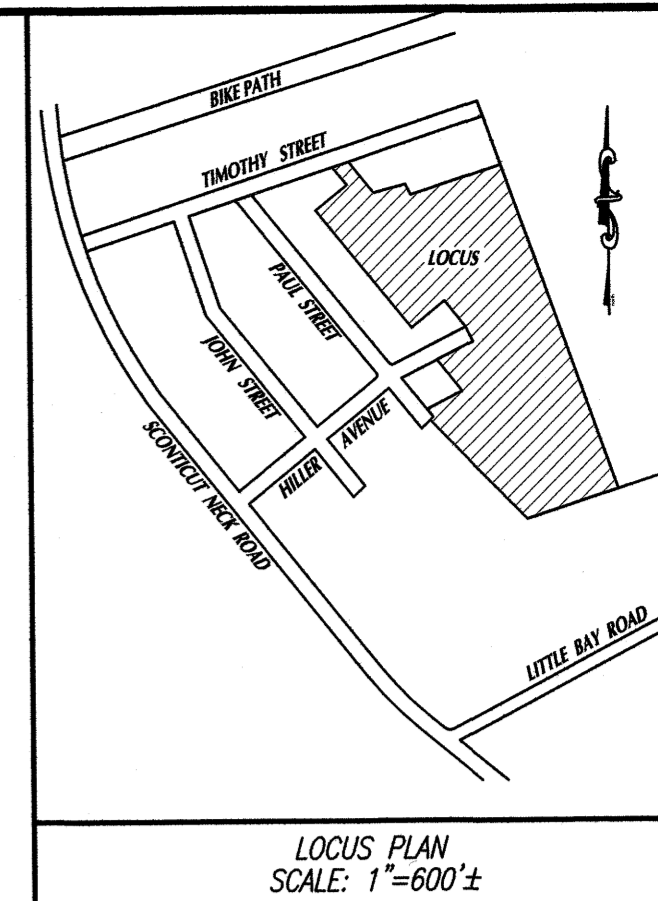 BIKE PATH
TIMOTHY STREET
LOCUS
PAUL STREET
JOHN STREET
HILLER AVENUE
SCONTICUT NECK ROAD
LITTLE BAY ROAD
LOCUS PLAN
SCALE: 1"=600'±